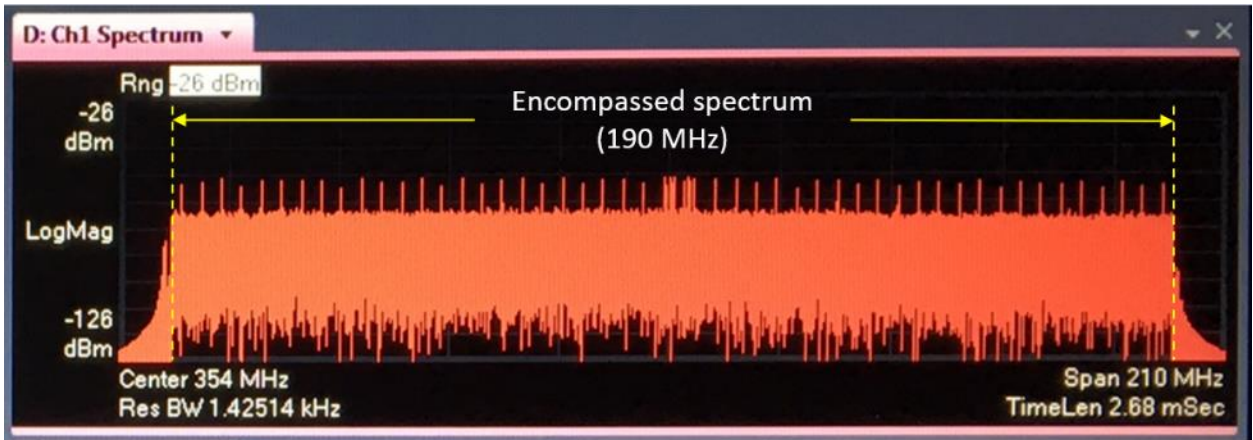 D: Ch1 Spectrum
Rng -26 dBm
-26
dBm
Encompassed spectrum
(190 MHz)
LogMag
-126
dBm
Center 354 MHz
Span 210 MHz
Res BW 1.42514 kHz
TimeLen 2.68 mSec